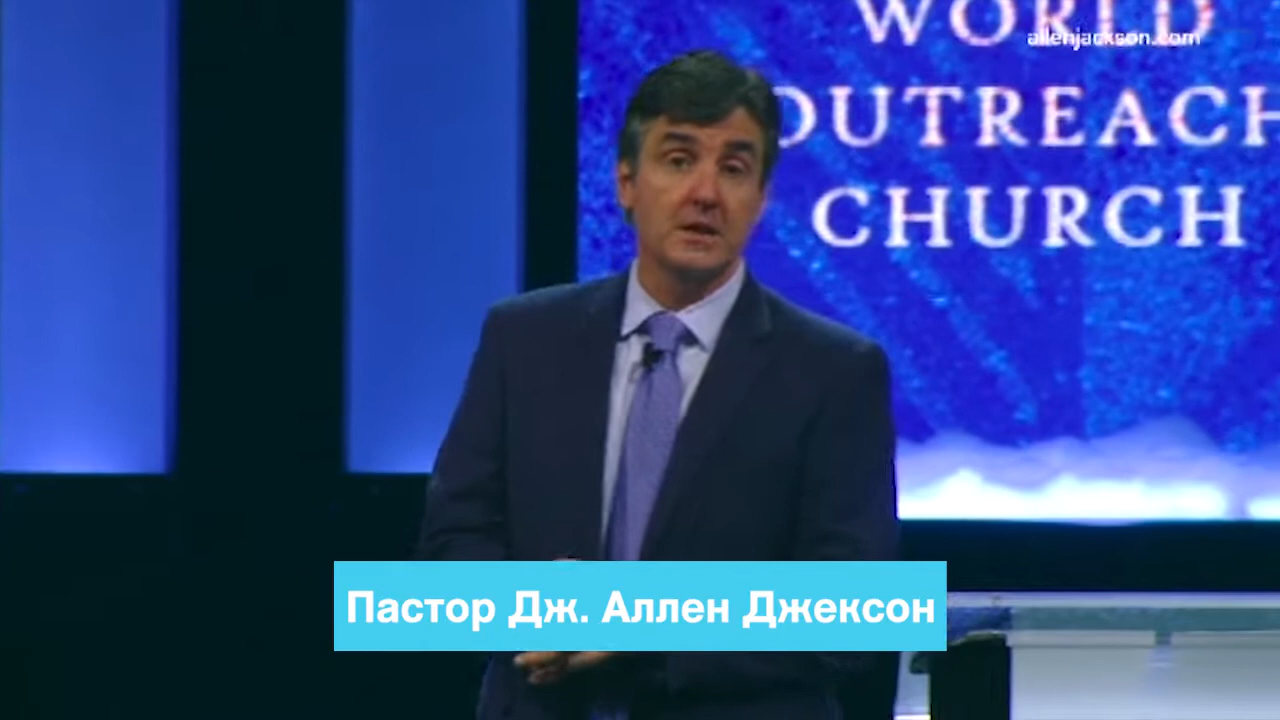 WORLD
allenjackson.com
OUTREACH
CHURCH
Пастор Дж. Аллен Джексон